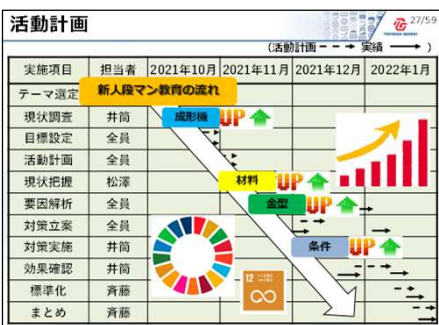 活動計画
27/59
(活動計画 - - → 実績 ⟶ )
実施項目 担当者 2021年10月 2021年11月 2021年12月 2022年1月
テーマ選定
新人段マン教育の流れ
現状調査 井筒 成形機 UP
目標設定 全員
活動計画 全員
現状把握 松澤 材料 UP
要因解析 全員 金型 UP
対策立案 全員
対策実施 井筒 条件 UP
効果確認 井筒 12
標準化 斉藤
まとめ 斉藤